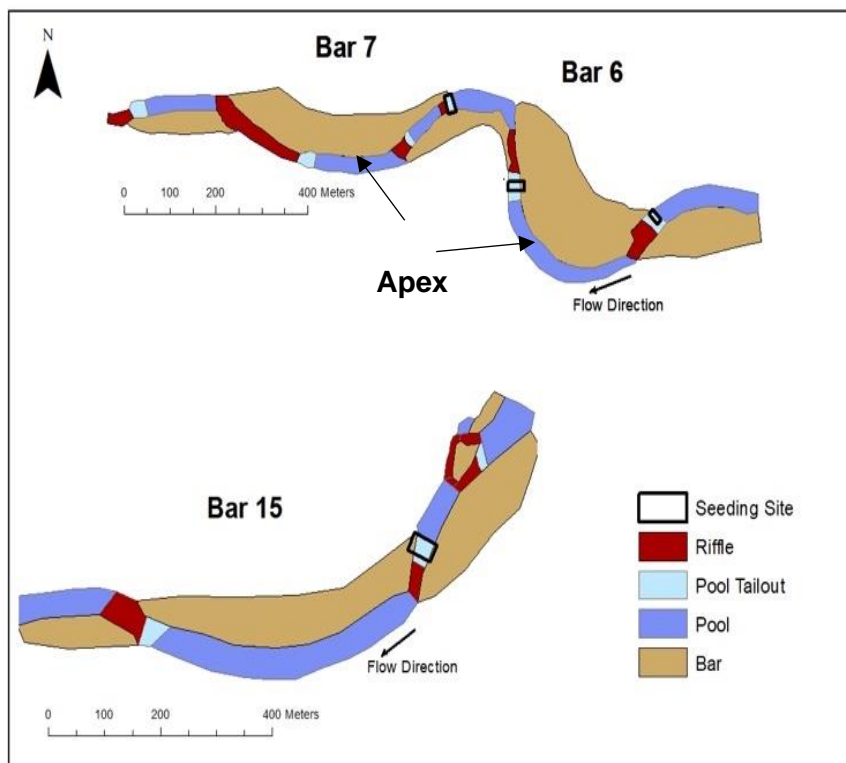 N
Bar 7
Bar 6
0 100 200 400 Meters
Apex
Flow Direction
Bar 15
Flow Direction
0 100 200 400 Meters
Seeding Site
Riffle
Pool Tailout
Pool
Bar